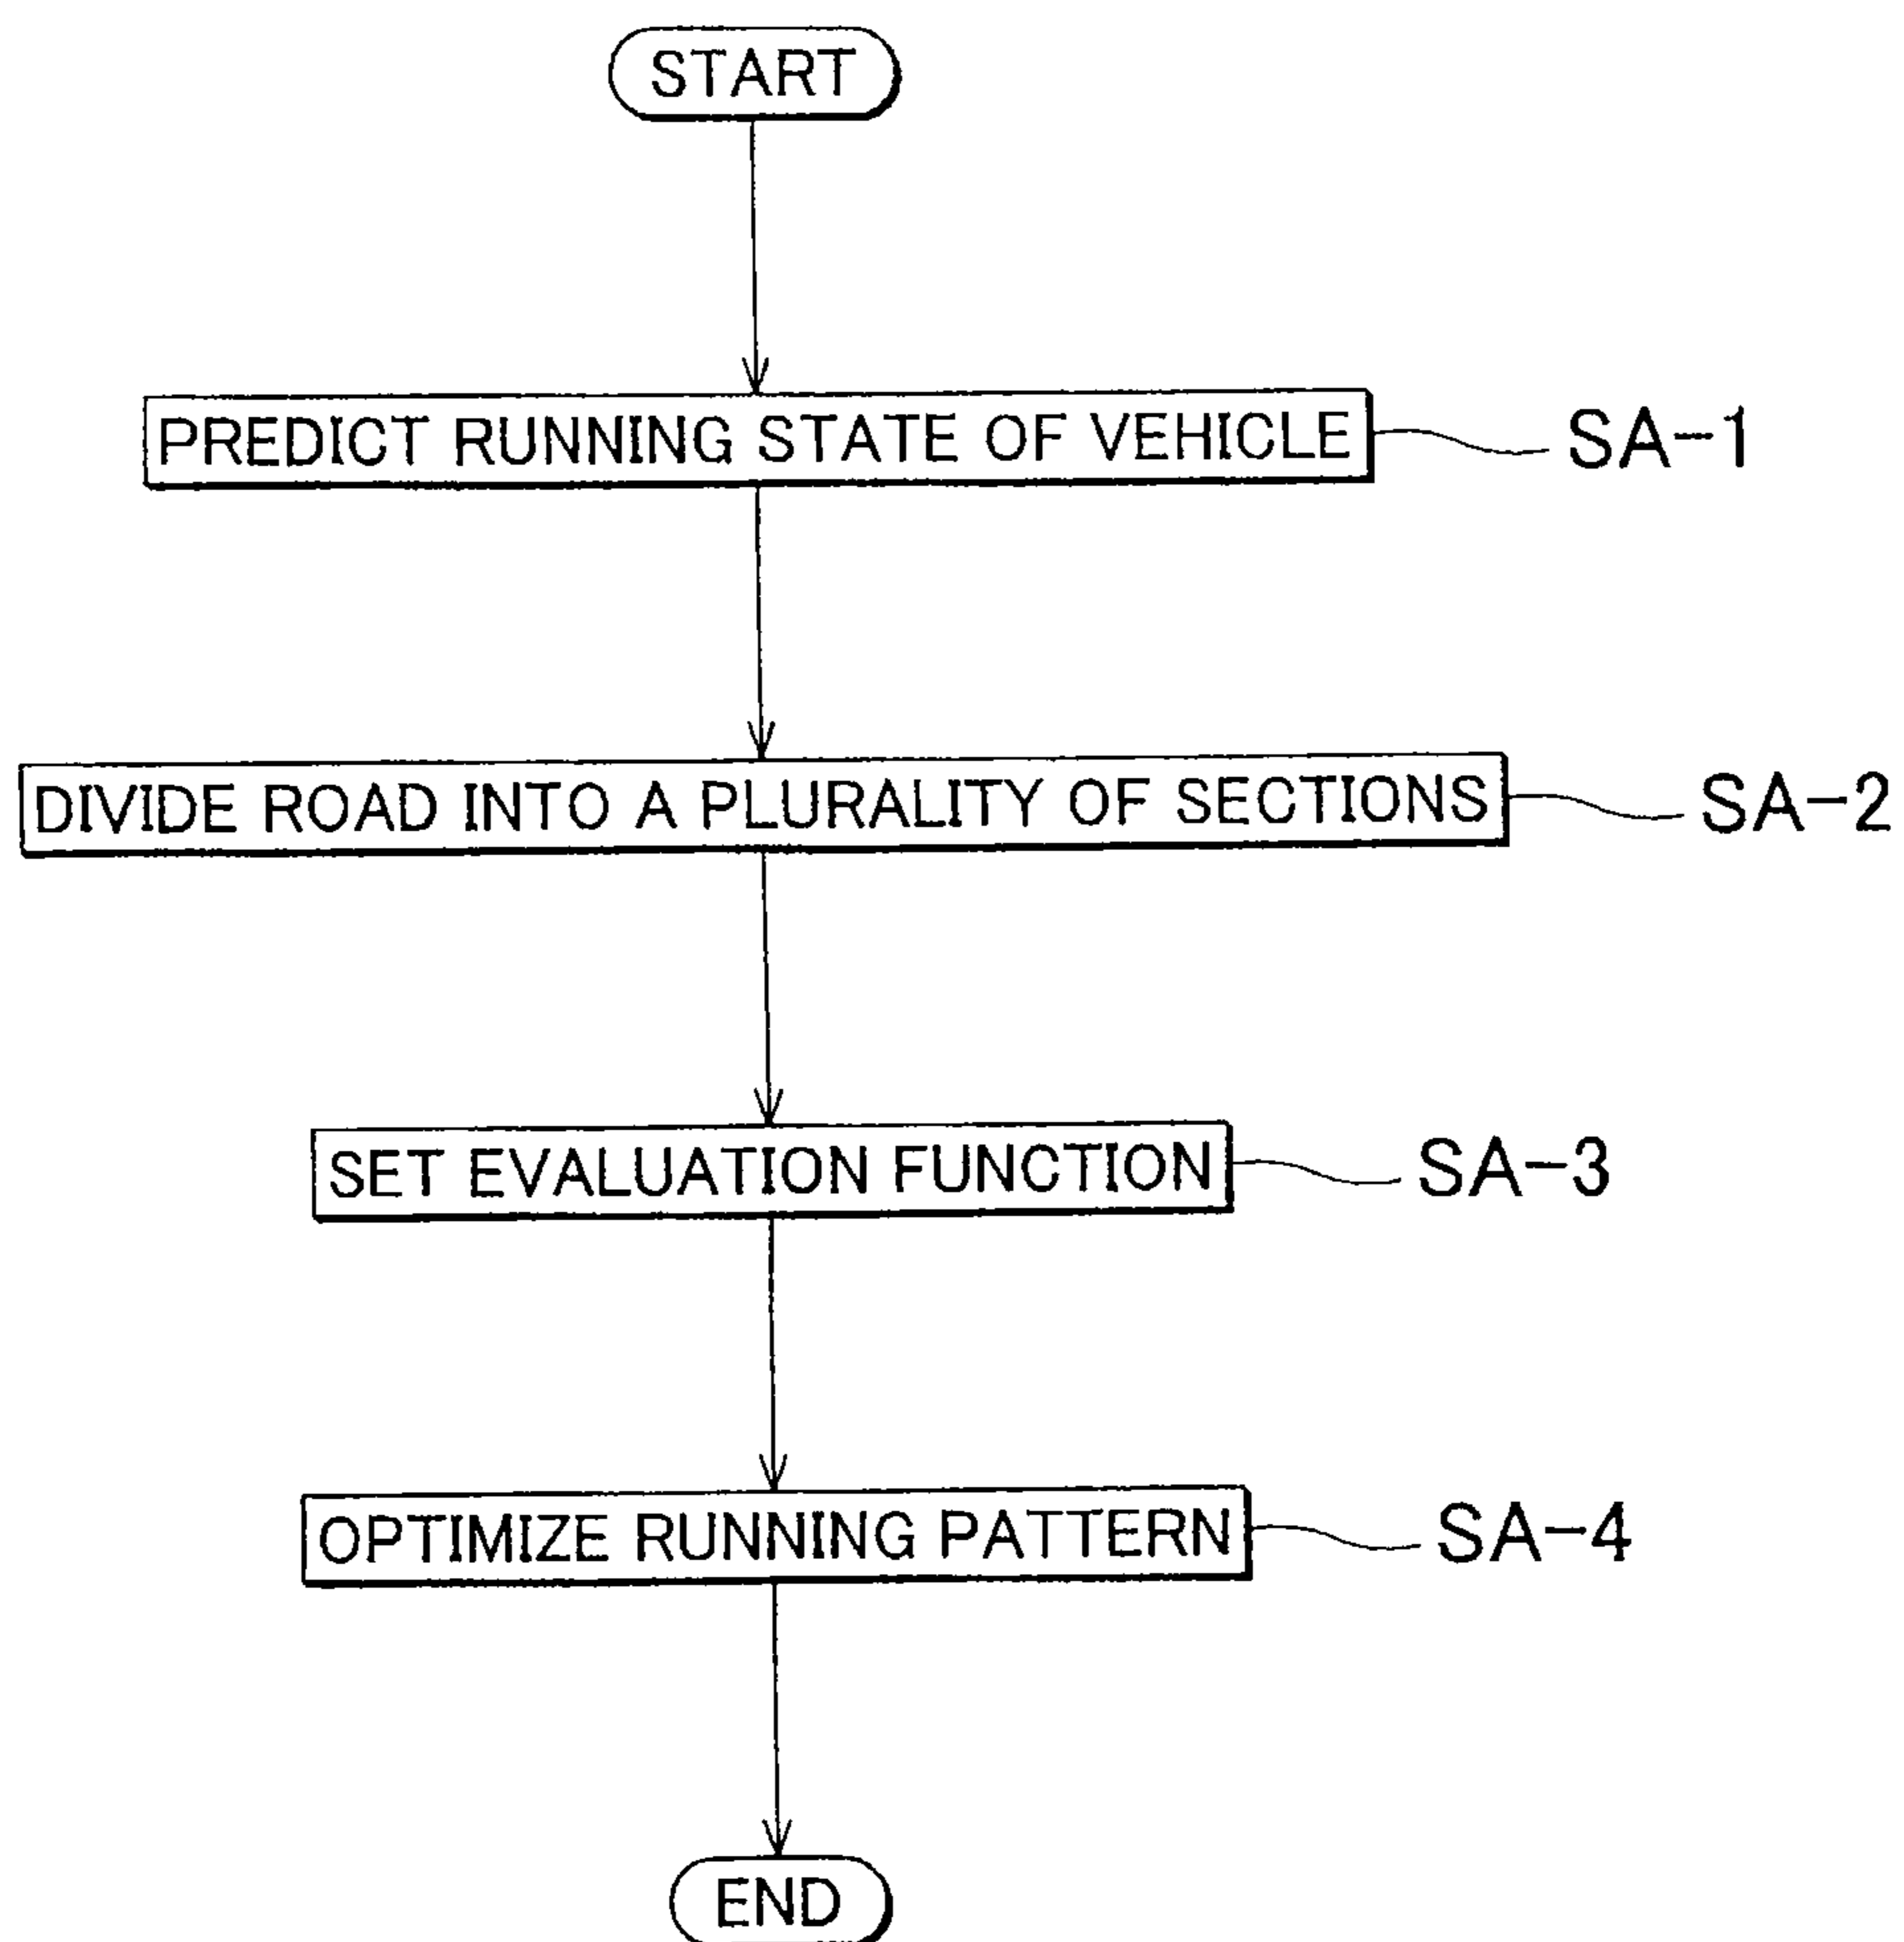 START
PREDICT RUNNING STATE OF VEHICLE
SA-1
DIVIDE ROAD INTO A PLURALITY OF SECTIONS
SA-2
SET EVALUATION FUNCTION
SA-3
OPTIMIZE RUNNING PATTERN
SA-4
END